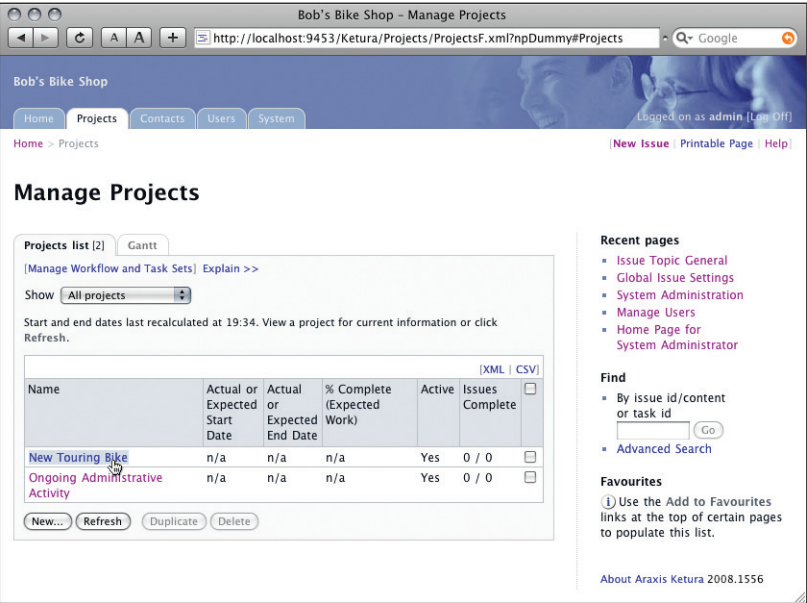 Bob's Bike Shop – Manage Projects
A A + http://localhost:9453/Ketura/Projects/ProjectsF.xml?npDummy#Projects Q Google
Bob's Bike Shop
Home Projects Contacts Users System
Logged on as admin [Log Off]
Home > Projects
[New Issue | Printable Page | Help]
Manage Projects
Projects list [2] Gantt
[Manage Workflow and Task Sets] Explain >>
Show All projects
Start and end dates last recalculated at 19:34. View a project for current information or click
Refresh.
[XML | CSV]
Name Actual or Expected Start Date Actual or Expected End Date % Complete (Expected Work) Active Issues Complete
New Touring Bike n/a n/a n/a Yes 0 / 0
Ongoing Administrative Activity n/a n/a n/a Yes 0 / 0
New... Refresh Duplicate Delete
Recent pages
Issue Topic General
Global Issue Settings
System Administration
Manage Users
Home Page for
System Administrator
Find
By issue id/content
or task id
Go
Advanced Search
Favourites
i Use the Add to Favourites
links at the top of certain pages
to populate this list.
About Araxis Ketura 2008.1556